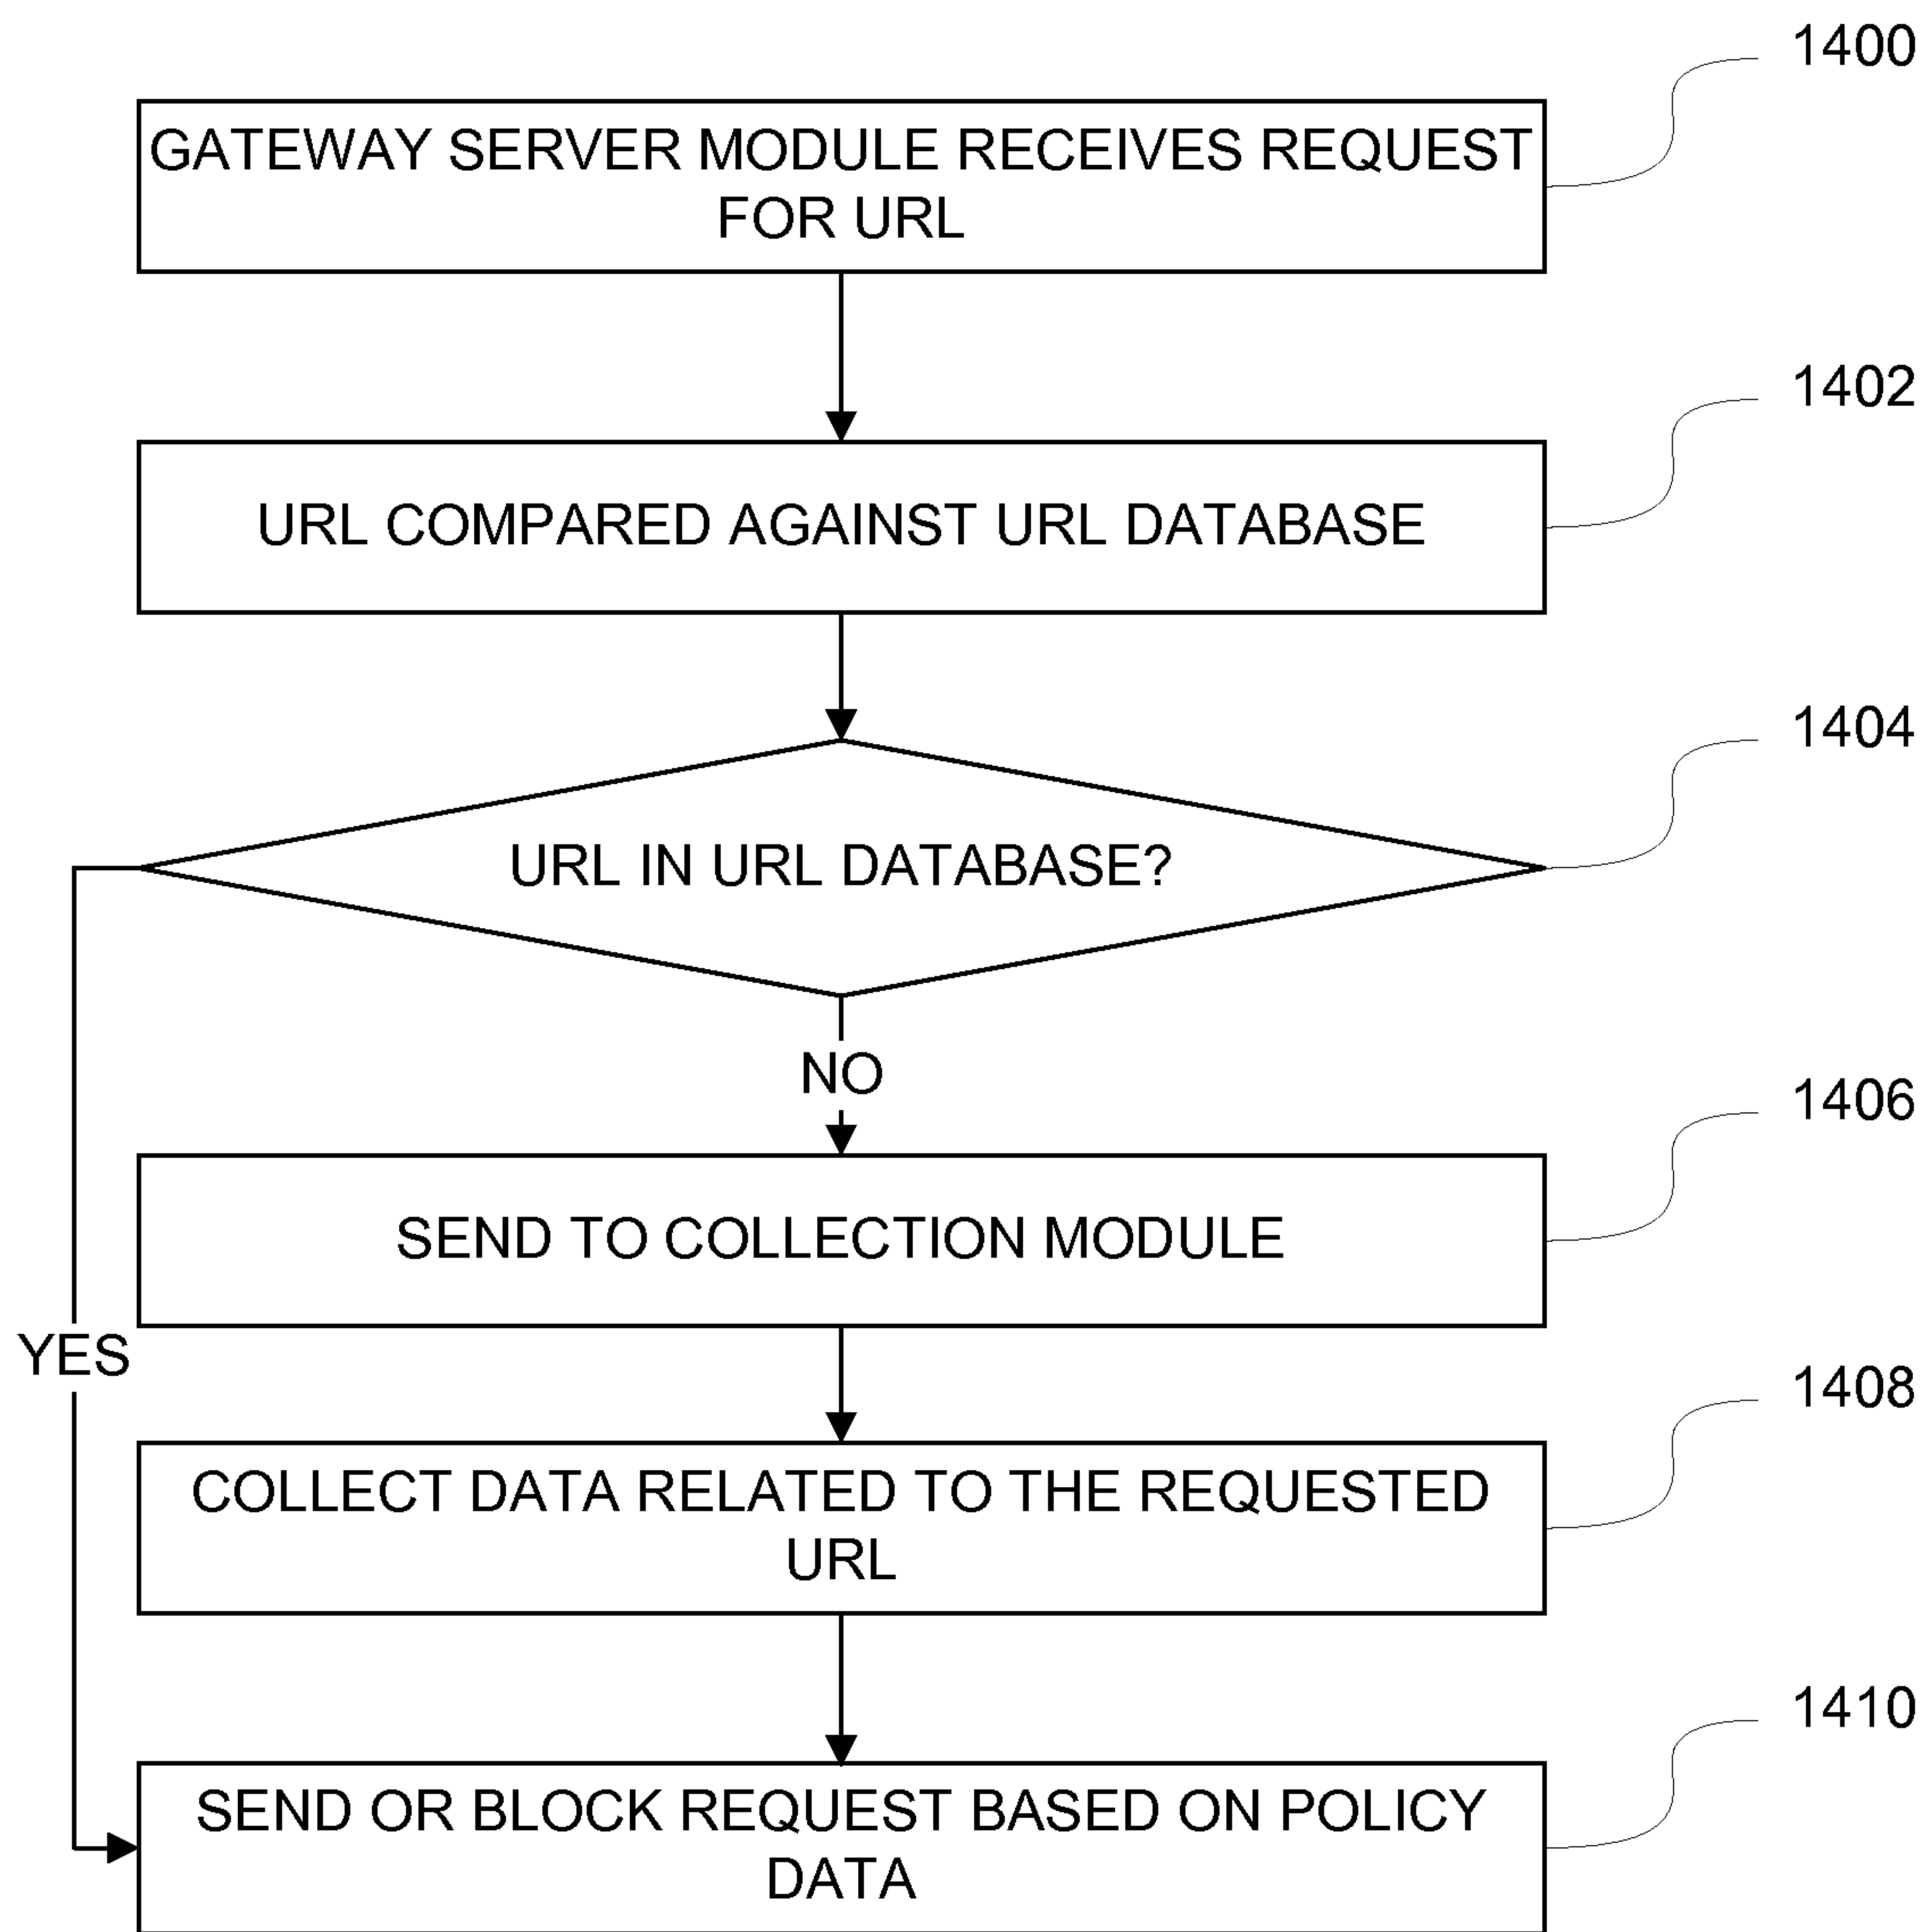 1400
GATEWAY SERVER MODULE RECEIVES REQUEST
FOR URL
1402
URL COMPARED AGAINST URL DATABASE
1404
URL IN URL DATABASE?
NO
1406
SEND TO COLLECTION MODULE
YES
1408
COLLECT DATA RELATED TO THE REQUESTED
URL
1410
SEND OR BLOCK REQUEST BASED ON POLICY
DATA